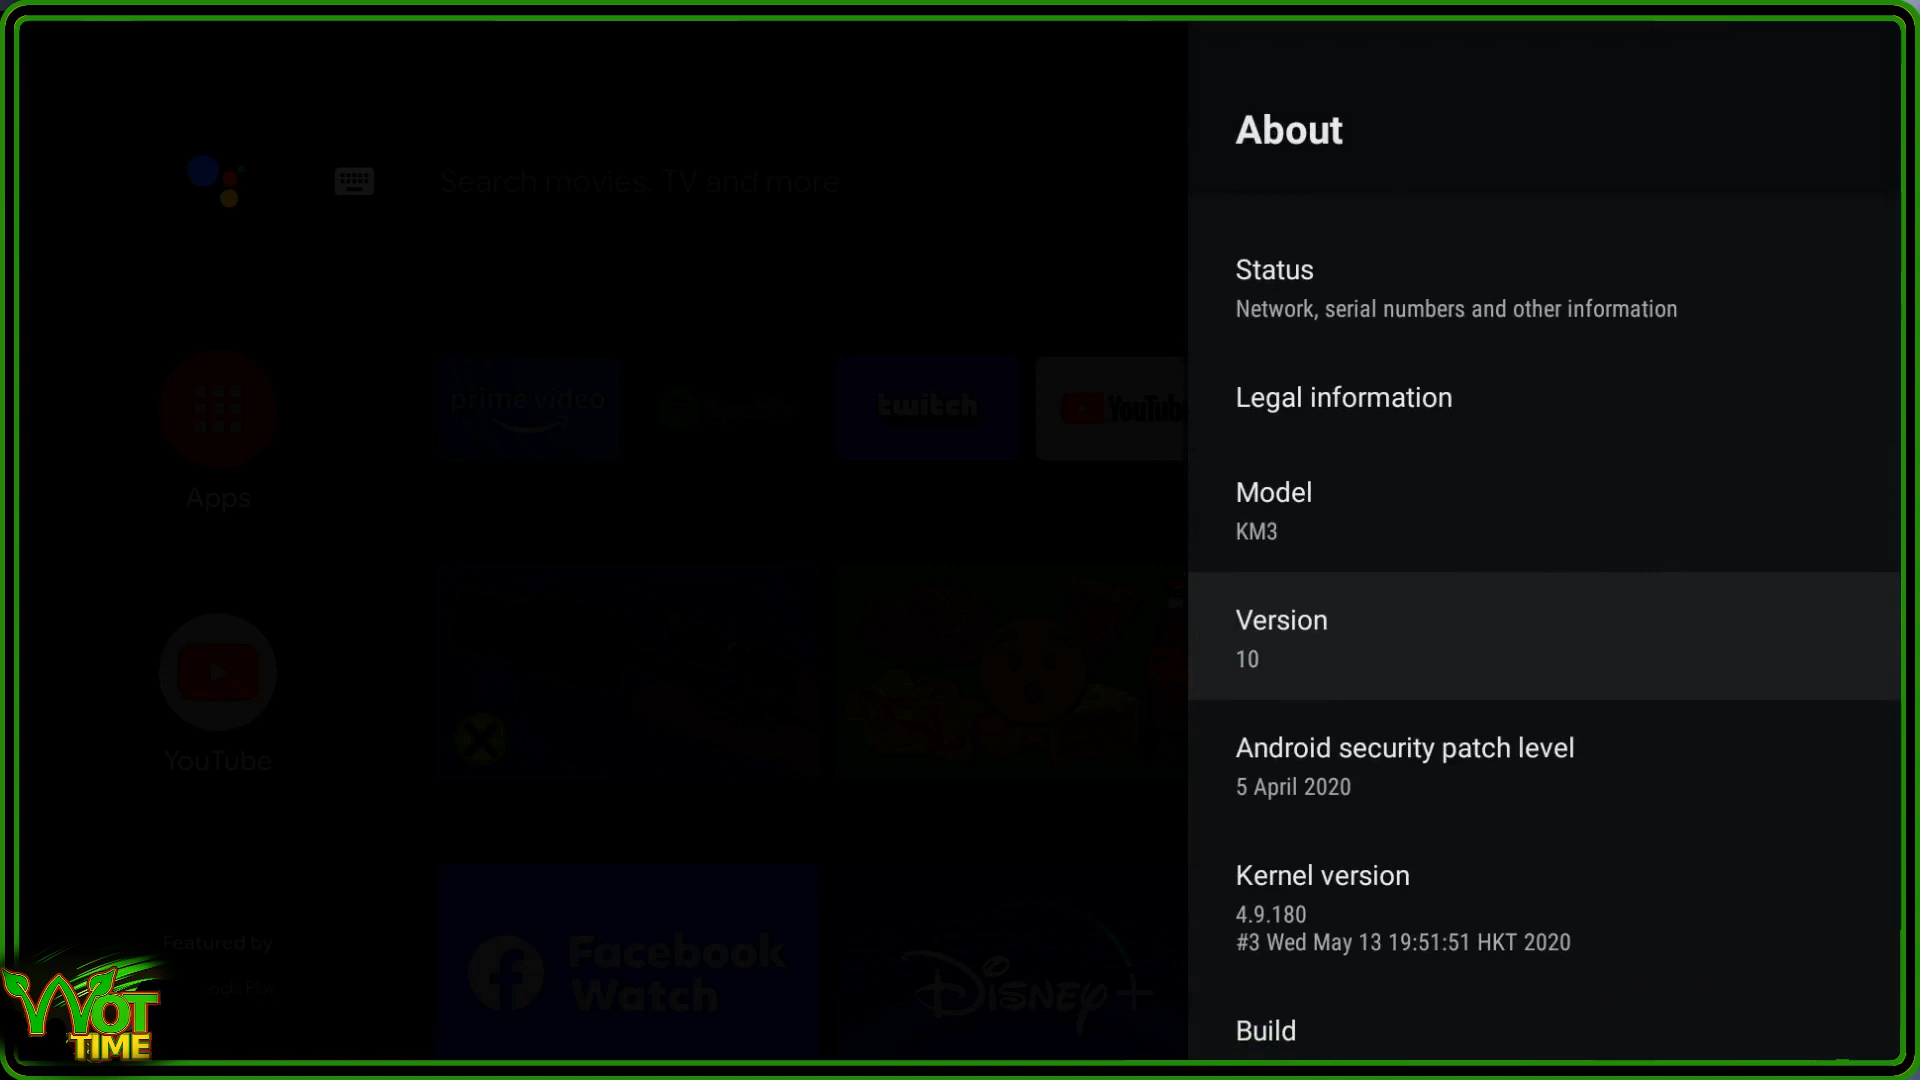 About
Search movies, TV and more
Status
Network, serial numbers and other information
Legal information
prime video
Spotify
twitch
YouTube
Apps
Model
KM3
Version
10
YouTube
Android security patch level
5 April 2020
Kernel version
4.9.180
#3 Wed May 13 19:51:51 HKT 2020
Featured by
Facebook
Watch
Disney+
Build
WOT
TIME